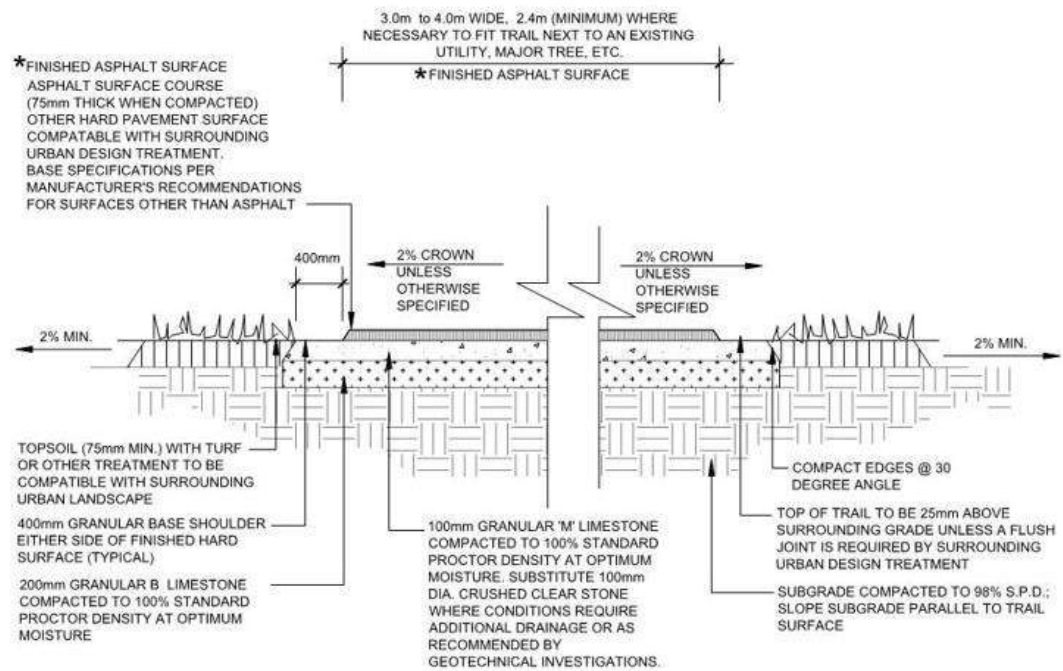 3.0m to 4.0m WIDE, 2.4m (MINIMUM) WHERE
NECESSARY TO FIT TRAIL NEXT TO AN EXISTING
UTILITY, MAJOR TREE, ETC.
*FINISHED ASPHALT SURFACE
*FINISHED ASPHALT SURFACE
ASPHALT SURFACE COURSE
(75mm THICK WHEN COMPACTED)
OTHER HARD PAVEMENT SURFACE
COMPATABLE WITH SURROUNDING
URBAN DESIGN TREATMENT.
BASE SPECIFICATIONS PER
MANUFACTURER'S RECOMMENDATIONS
FOR SURFACES OTHER THAN ASPHALT
400mm
2% CROWN
UNLESS
OTHERWISE
SPECIFIED
2% CROWN
UNLESS
OTHERWISE
SPECIFIED
2% MIN.
2% MIN.
TOPSOIL (75mm MIN.) WITH TURF
OR OTHER TREATMENT TO BE
COMPATIBLE WITH SURROUNDING
URBAN LANDSCAPE
400mm GRANULAR BASE SHOULDER
EITHER SIDE OF FINISHED HARD
SURFACE (TYPICAL)
200mm GRANULAR B LIMESTONE
COMPACTED TO 100% STANDARD
PROCTOR DENSITY AT OPTIMUM
MOISTURE
100mm GRANULAR 'M' LIMESTONE
COMPACTED TO 100% STANDARD
PROCTOR DENSITY AT OPTIMUM
MOISTURE. SUBSTITUTE 100mm
DIA. CRUSHED CLEAR STONE
WHERE CONDITIONS REQUIRE
ADDITIONAL DRAINAGE OR AS
RECOMMENDED BY
GEOTECHNICAL INVESTIGATIONS.
COMPACT EDGES @ 30
DEGREE ANGLE
TOP OF TRAIL TO BE 25mm ABOVE
SURROUNDING GRADE UNLESS A FLUSH
JOINT IS REQUIRED BY SURROUNDING
URBAN DESIGN TREATMENT
SUBGRADE COMPACTED TO 98% S.P.D.;
SLOPE SUBGRADE PARALLEL TO TRAIL
SURFACE